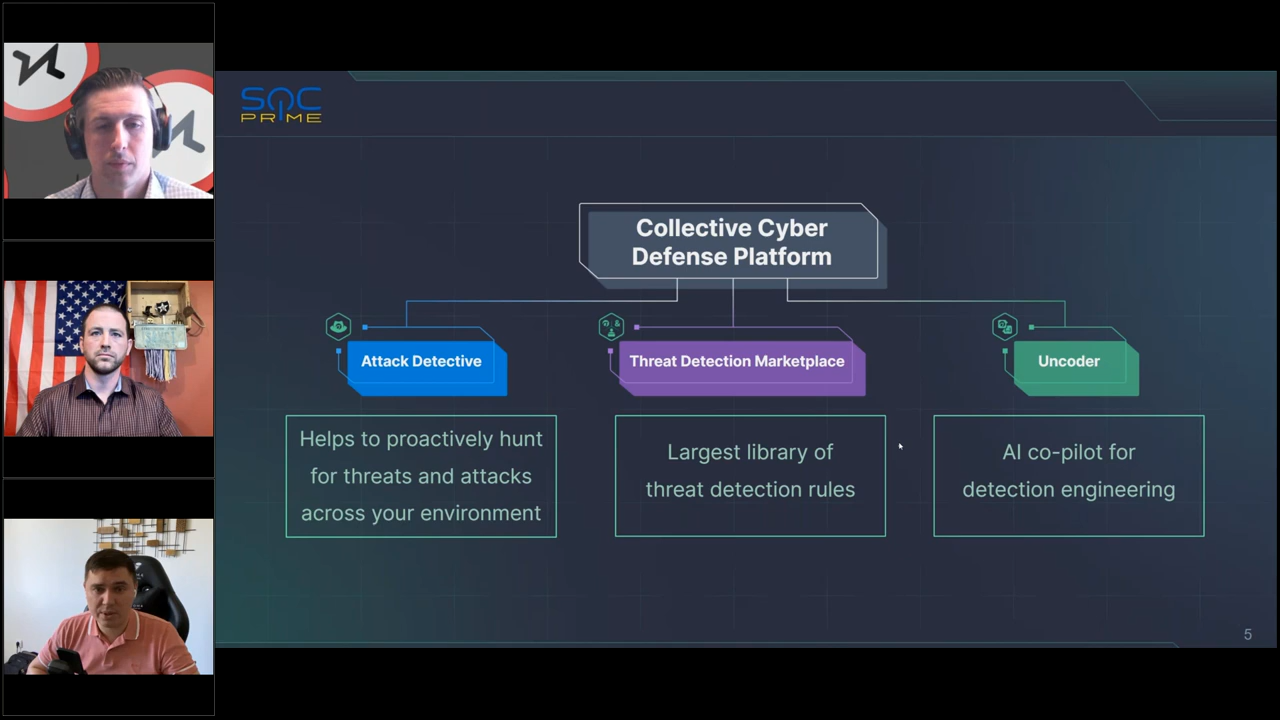 SOC
PRIME
Collective Cyber
Defense Platform
Attack Detective
Threat Detection Marketplace
Uncoder
Helps to proactively hunt
for threats and attacks
across your environment
Largest library of
threat detection rules
AI co-pilot for
detection engineering
5